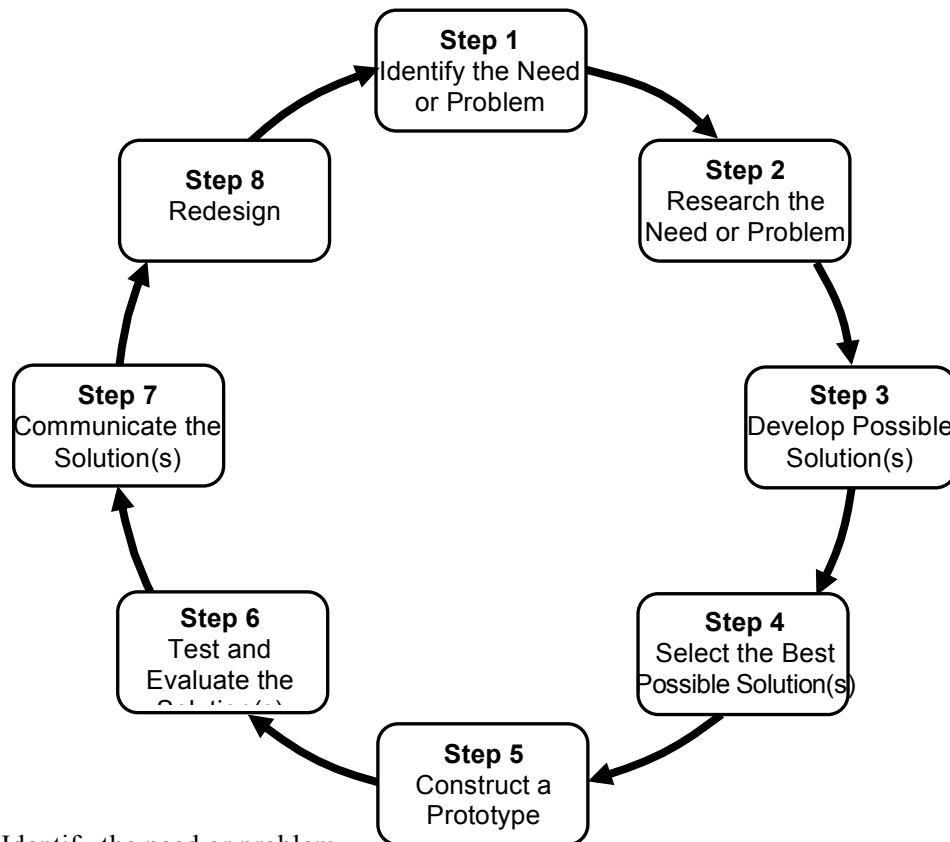 Step 1
Identify the Need
or Problem
Step 2
Research the
Need or Problem
Step 3
Develop Possible
Solution(s)
Step 4
Select the Best
Possible Solution(s)
Step 5
Construct a
Prototype
Step 6
Test and
Evaluate the
Solution(s)
Step 7
Communicate the
Solution(s)
Step 8
Redesign
Identify the need or problem